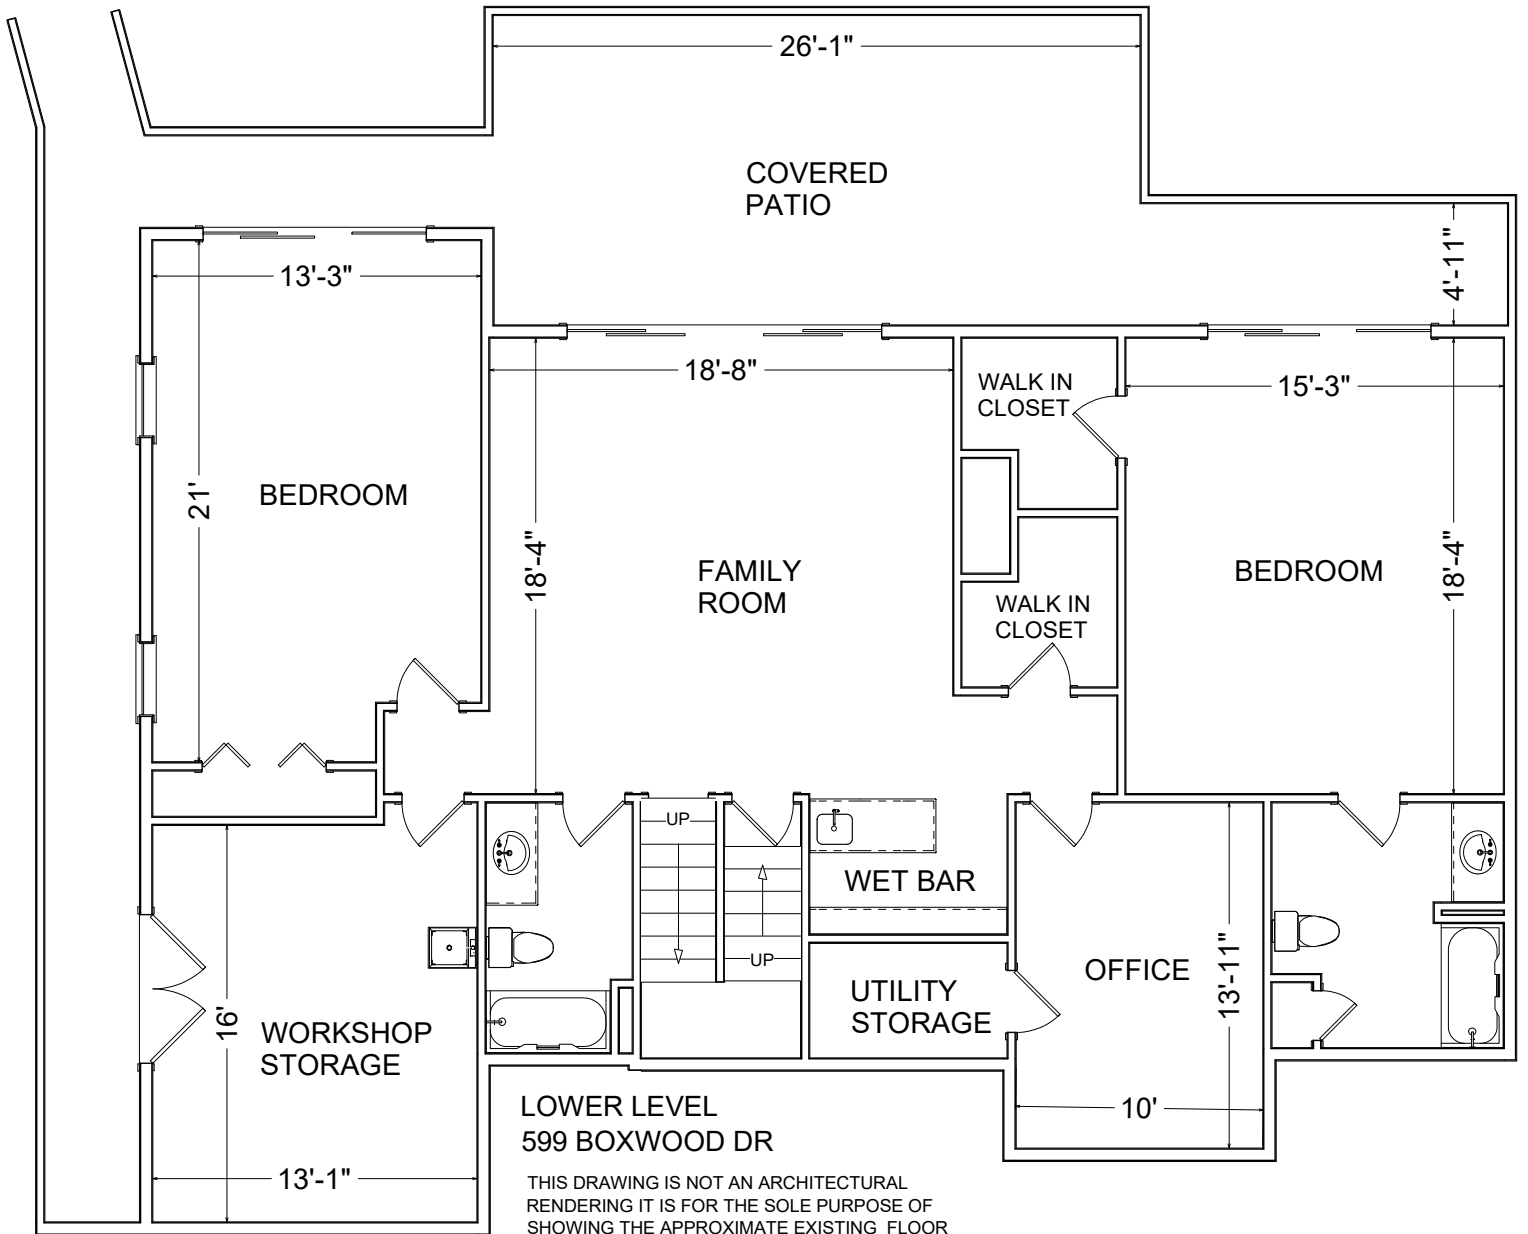 26'-1"
COVERED
PATIO
4'-11"
13'-3"
18'-8"
WALK IN
CLOSET
15'-3"
21'
BEDROOM
18'-4"
FAMILY
ROOM
WALK IN
CLOSET
BEDROOM
18'-4"
UP
WET BAR
UP
UTILITY
STORAGE
OFFICE
13'-11"
16'
WORKSHOP
STORAGE
10'
13'-1"
LOWER LEVEL
599 BOXWOOD DR
THIS DRAWING IS NOT AN ARCHITECTURAL
RENDERING IT IS FOR THE SOLE PURPOSE OF
SHOWING THE APPROXIMATE EXISTING FLOOR